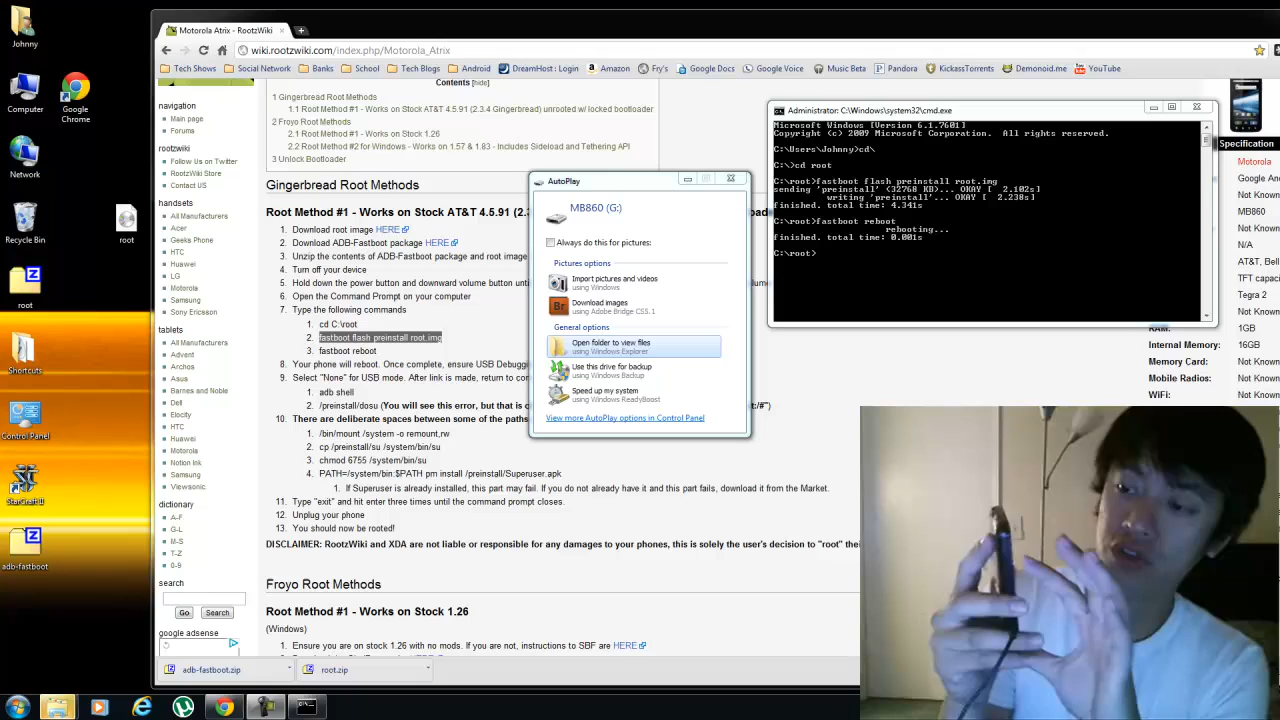 Johnny
Computer
Google
Chrome
Network
Recycle Bin
root
root
Shortcuts
Control Panel
Starcraft II
adb-fastboot
Motorola Atrix - RootzWiki
wiki.rootzwiki.com/index.php/Motorola_Atrix
Tech Shows
Social Network
Banks
School
Tech Blogs
Android
DreamHost : Login
Amazon
Fry's
Google Docs
Google Voice
Music Beta
Pandora
KickassTorrents
Demonoid.me
YouTube
navigation
Main page
Forums
rootzwiki
Follow Us on Twitter
RootzWiki Store
Contact US
handsets
All Manufacturers
Acer
Geeks Phone
HTC
Huawei
LG
Motorola
Samsung
Sony Ericsson
tablets
All Manufacturers
Advent
Archos
Asus
Barnes and Noble
Dell
Elocity
HTC
Huawei
Motorola
Notion Ink
Samsung
Viewsonic
dictionary
A-F
G-L
M-S
T-Z
0-9
search
Go
Search
google adsense
Contents [hide]
1 Gingerbread Root Methods
1.1 Root Method #1 - Works on Stock AT&T 4.5.91 (2.3.4 Gingerbread) unrooted w/ locked bootloader
2 Froyo Root Methods
2.1 Root Method #1 - Works on Stock 1.26
2.2 Root Method #2 for Windows - Works on 1.57 & 1.83 - Includes Sideload and Tethering API
3 Unlock Bootloader
Gingerbread Root Methods
Root Method #1 - Works on Stock AT&T 4.5.91 (2.3
1. Download root image HERE
2. Download ADB-Fastboot package HERE
3. Unzip the contents of ADB-Fastboot package and root image
4. Turn off your device
5. Hold down the power button and downward volume button until
6. Open the Command Prompt on your computer
7. Type the following commands
1. cd C:\root
2. fastboot flash preinstall root.img
3. fastboot reboot
8. Your phone will reboot. Once complete, ensure USB Debugging
9. Select "None" for USB mode. After link is made, return to
1. adb shell
2. /preinstall/dosu (You will see this error, but that is
10. There are deliberate spaces between some of the paths
1. /bin/mount /system -o remount,rw
2. cp /preinstall/su /system/bin/su
3. chmod 6755 /system/bin/su
4. PATH=/system/bin:$PATH pm install /preinstall/Superuser.apk
1. If Superuser is already installed, this part may fail. If you do not already have it and this part fails, download it from the Market.
11. Type "exit" and hit enter three times until the command prompt closes.
12. Unplug your phone
13. You should now be rooted!
DISCLAIMER: RootzWiki and XDA are not liable or responsible for any damages to your phones, this is solely the user's decision to "root" their
Froyo Root Methods
Root Method #1 - Works on Stock 1.26
(Windows)
1. Ensure you are on stock 1.26 with no mods. If you are not, instructions to SBF are HERE
AutoPlay
MB860 (G:)
Always do this for pictures:
Pictures options
Import pictures and videos
using Windows
Download images
using Adobe Bridge CS5.1
General options
Open folder to view files
using Windows Explorer
Use this drive for backup
using Windows Backup
Speed up my system
using Windows ReadyBoost
View more AutoPlay options in Control Panel
Administrator: C:\Windows\system32\cmd.exe
Microsoft Windows [Version 6.1.7601]
Copyright (c) 2009 Microsoft Corporation. All rights reserved.
C:\Users\Johnny>cd\
C:\>cd root
C:\root>fastboot flash preinstall root.img
sending 'preinstall' (32768 KB)... OKAY [ 2.102s]
writing 'preinstall'... OKAY [ 2.238s]
finished. total time: 4.341s
C:\root>fastboot reboot
rebooting...
finished. total time: 0.001s
C:\root>
Specification
Motorola
Google An
Not Known
Not Known
MB860
Not Known
N/A
AT&T, Bell
TFT capaci
Tegra 2
Not Known
RAM: 1GB
Internal Memory: 16GB
Memory Card: Not Known
Mobile Radios: Not Known
WiFi: Not Known
adb-fastboot.zip
root.zip